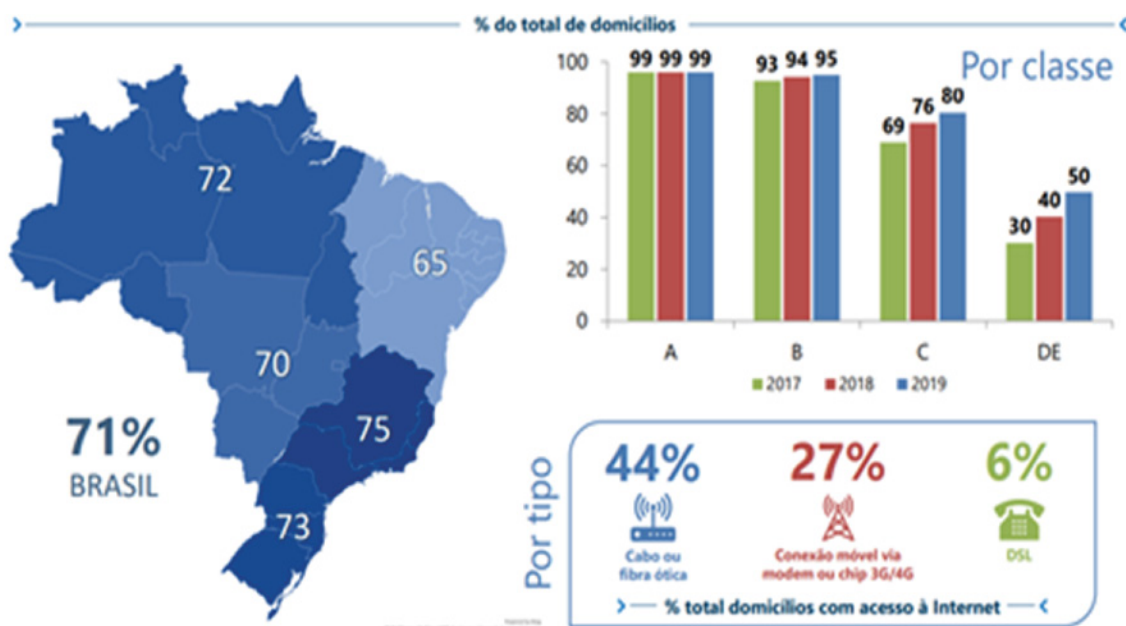 % do total de domicílios
72
65
70
75
73
71%
BRASIL
Por classe
100
80
60
40
20
0
99 99 99
93 94 95
69 76 80
30 40 50
A B C DE
2017 2018 2019
Por tipo
44%
Cabo ou
fibra ótica
27%
Conexão móvel via
modem ou chip 3G/4G
6%
DSL
% total domicílios com acesso à Internet